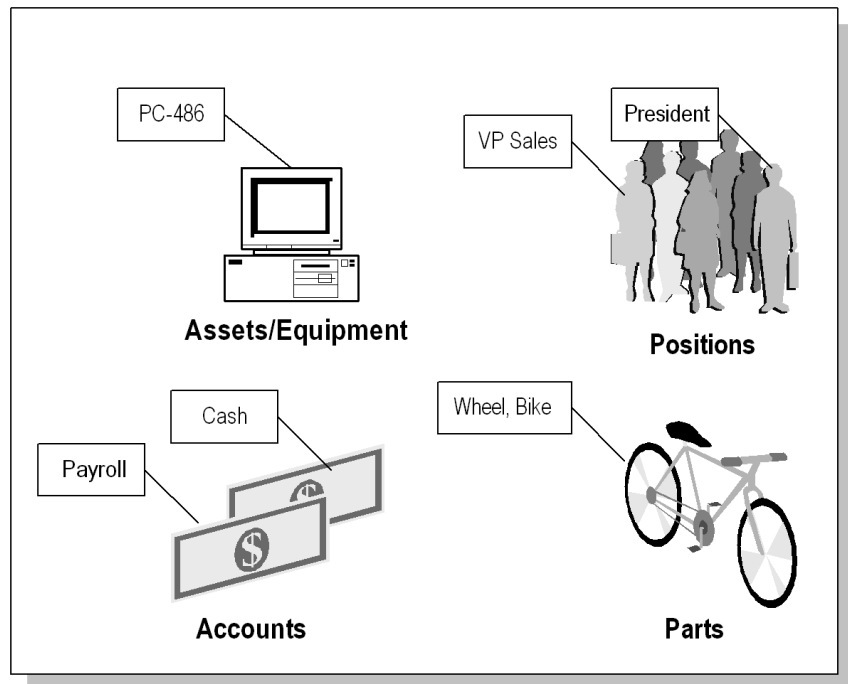 PC-486
President
VP Sales
Assets/Equipment
Positions
Cash
Wheel, Bike
Payroll
$
$
Accounts
Parts